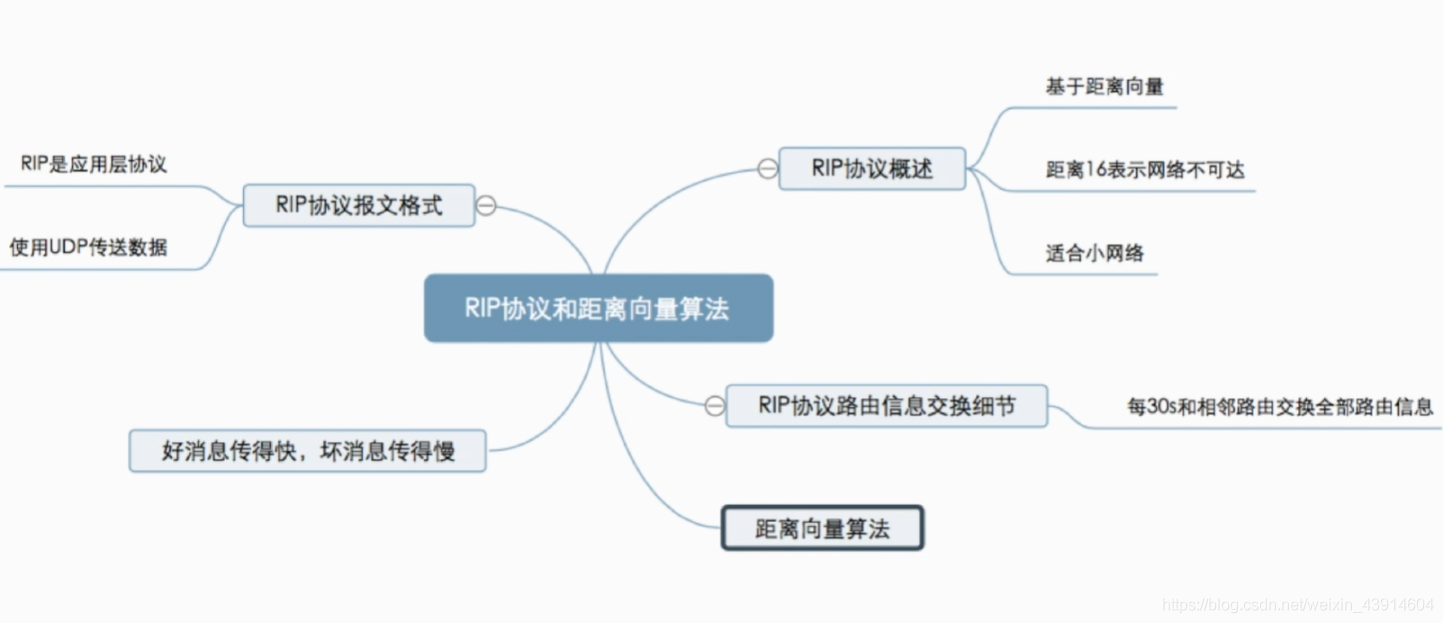 RIP协议和距离向量算法
RIP协议概述
基于距离向量
距离16表示网络不可达
适合小网络
RIP协议路由信息交换细节
每30s和相邻路由交换全部路由信息
距离向量算法
好消息传得快，坏消息传得慢
RIP协议报文格式
RIP是应用层协议
使用UDP传送数据
https://blog.csdn.net/weixin_43914604